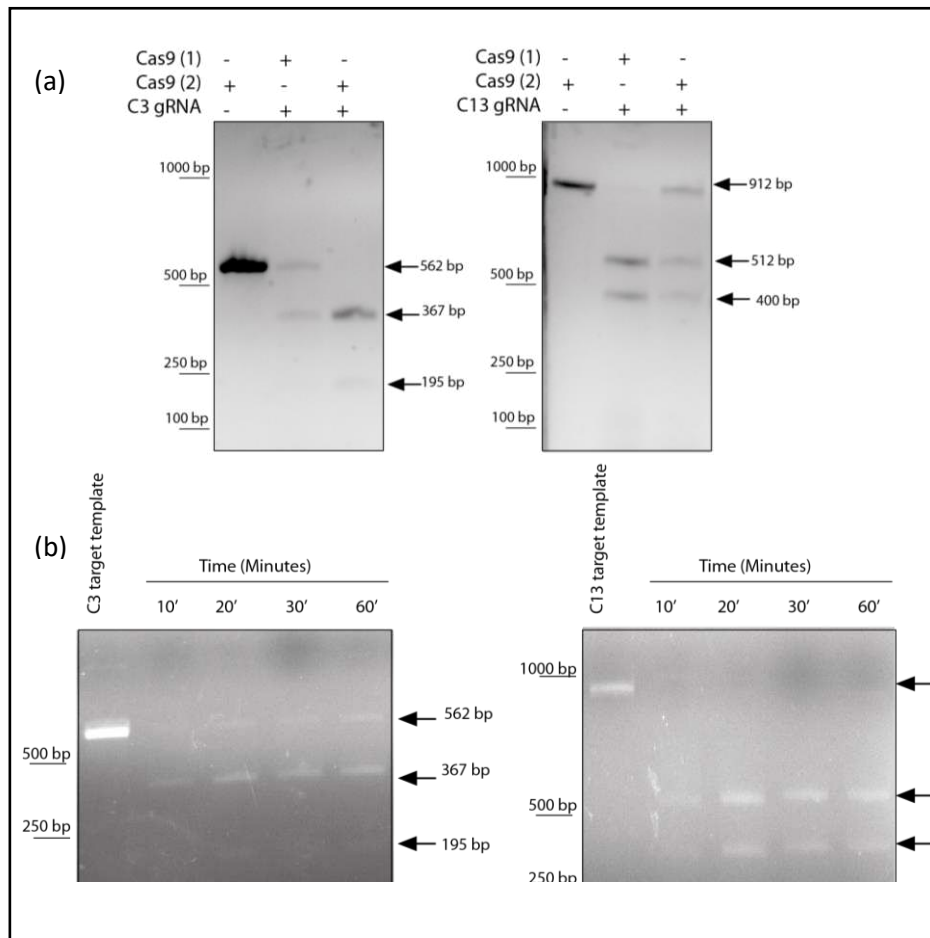 (a)
Cas9 (1) - + -
Cas9 (2) + - +
C3 gRNA - + +
1000 bp
500 bp
250 bp
100 bp
562 bp
367 bp
195 bp
Cas9 (1) - + -
Cas9 (2) + - +
C13 gRNA - + +
1000 bp
500 bp
250 bp
100 bp
912 bp
512 bp
400 bp
(b)
C3 target template
Time (Minutes)
10' 20' 30' 60'
500 bp
250 bp
562 bp
367 bp
195 bp
C13 target template
Time (Minutes)
10' 20' 30' 60'
1000 bp
500 bp
250 bp